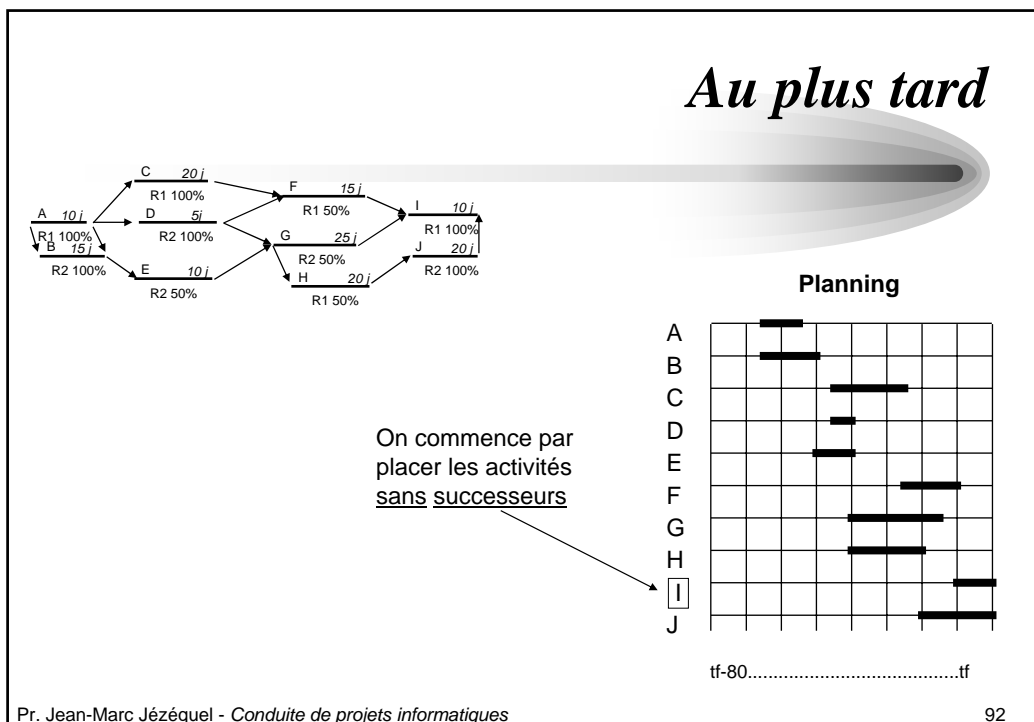 Au plus tard
C 20 j
R1 100%
F 15 j
R1 50%
A 10 j
R1 100%
D 5j
R2 100%
I 10 j
R1 100%
B 15 j
R2 100%
G 25 j
R2 50%
J 20 j
R2 100%
E 10 j
R2 50%
H 20 j
R1 50%
Planning
A
B
C
D
E
F
G
H
I
J
On commence par
placer les activités
sans successeurs
tf-80.........................................tf
Pr. Jean-Marc Jézéquel - Conduite de projets informatiques
92